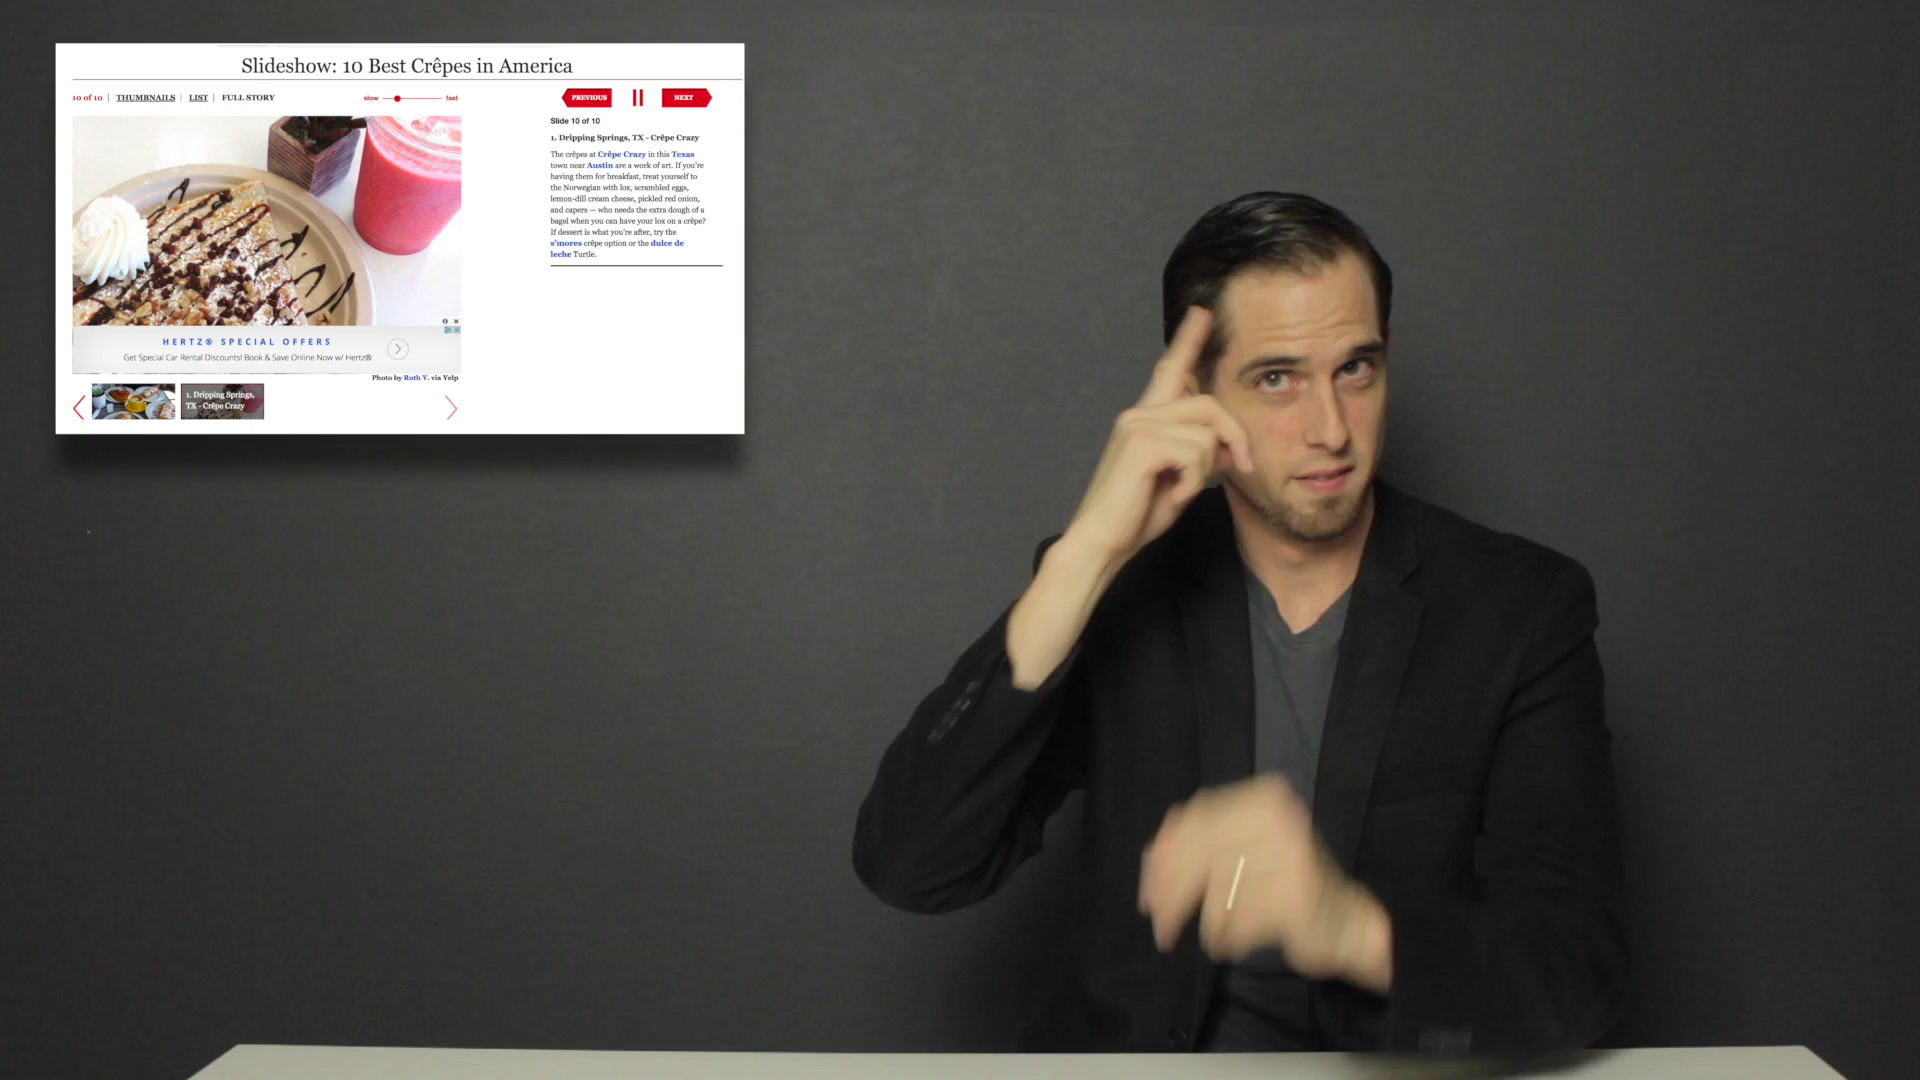 Slideshow: 10 Best Crêpes in America
10 of 10 | THUMBNAILS | LIST | FULL STORY
slow fast
PREVIOUS NEXT
Slide 10 of 10
1. Dripping Springs, TX - Crêpe Crazy
The crêpes at Crêpe Crazy in this Texas
town near Austin are a work of art. If you're
having them for breakfast, treat yourself to
the Norwegian with lox, scrambled eggs,
lemon-dill cream cheese, pickled red onion,
and capers — who needs the extra dough of a
bagel when you can have your lox on a crêpe?
If dessert is what you're after, try the
s'mores crêpe option or the dulce de
leche Turtle.
HERTZ® SPECIAL OFFERS
Get Special Car Rental Discounts! Book & Save Online Now w/ Hertz®
Photo by Ruth Y. via Yelp
1. Dripping Springs,
TX - Crêpe Crazy